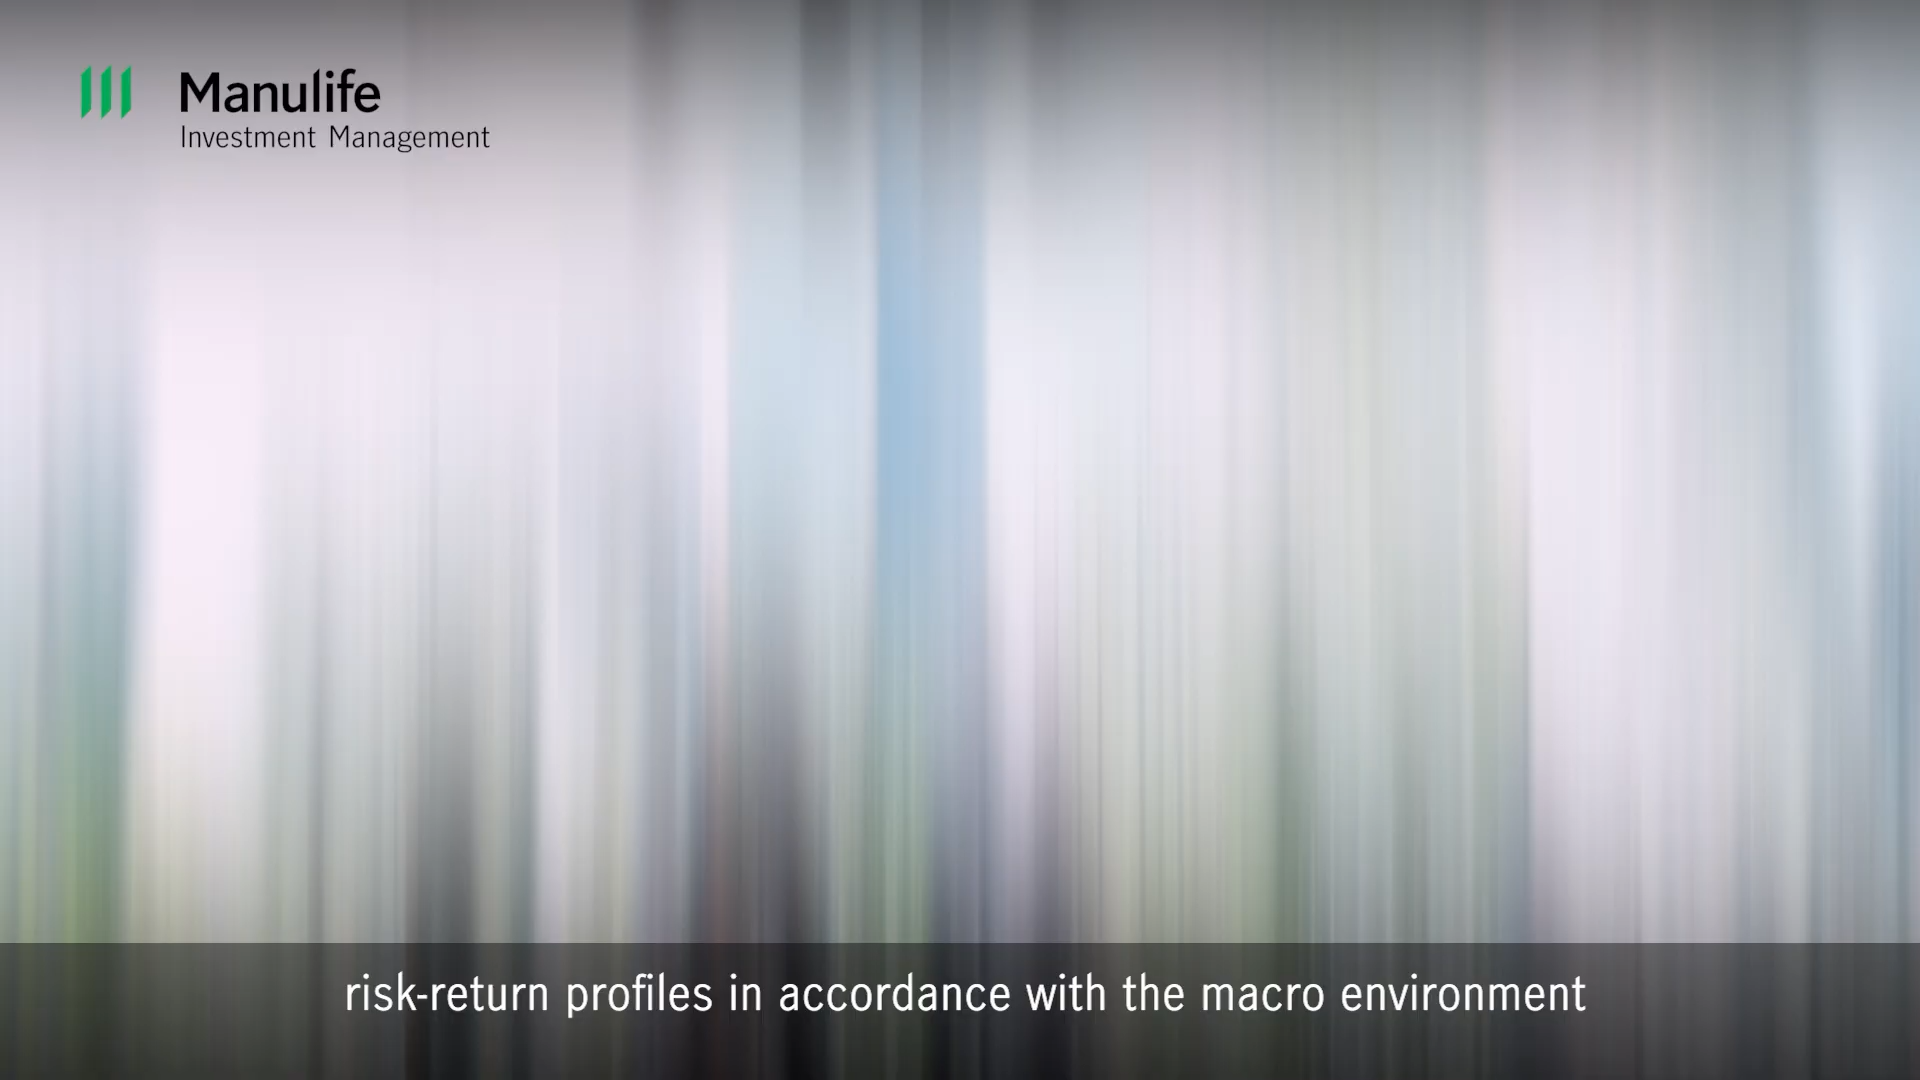 Manulife
Investment Management
risk-return profiles in accordance with the macro environment